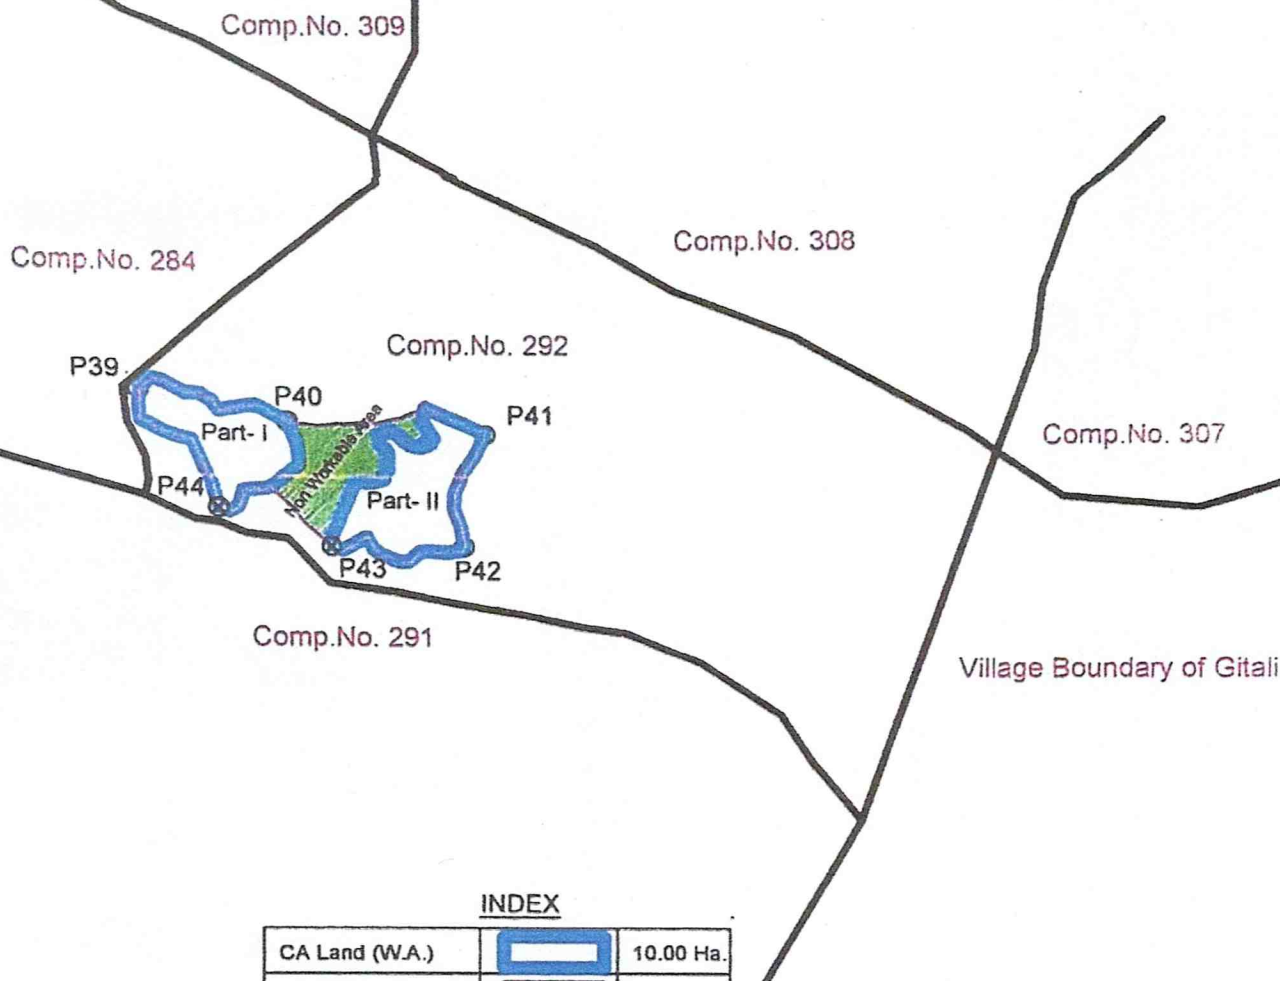 Comp.No. 309
Comp.No. 284
Comp.No. 308
Comp.No. 292
P39
P40
P41
Part- I
Non Workable Area
Comp.No. 307
P44
Part- II
P43
P42
Comp.No. 291
Village Boundary of Gitali
INDEX
CA Land (W.A.) 10.00 Ha.